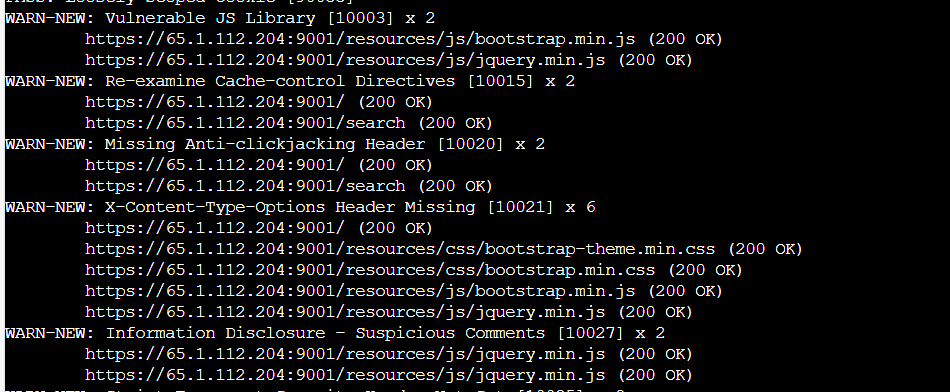 WARN-NEW: Vulnerable JS Library [10003] x 2
https://65.1.112.204:9001/resources/js/bootstrap.min.js (200 OK)
https://65.1.112.204:9001/resources/js/jquery.min.js (200 OK)
WARN-NEW: Re-examine Cache-control Directives [10015] x 2
https://65.1.112.204:9001/ (200 OK)
https://65.1.112.204:9001/search (200 OK)
WARN-NEW: Missing Anti-clickjacking Header [10020] x 2
https://65.1.112.204:9001/ (200 OK)
https://65.1.112.204:9001/search (200 OK)
WARN-NEW: X-Content-Type-Options Header Missing [10021] x 6
https://65.1.112.204:9001/ (200 OK)
https://65.1.112.204:9001/resources/css/bootstrap-theme.min.css (200 OK)
https://65.1.112.204:9001/resources/css/bootstrap.min.css (200 OK)
https://65.1.112.204:9001/resources/js/bootstrap.min.js (200 OK)
https://65.1.112.204:9001/resources/js/jquery.min.js (200 OK)
WARN-NEW: Information Disclosure - Suspicious Comments [10027] x 2
https://65.1.112.204:9001/resources/js/jquery.min.js (200 OK)
https://65.1.112.204:9001/resources/js/jquery.min.js (200 OK)